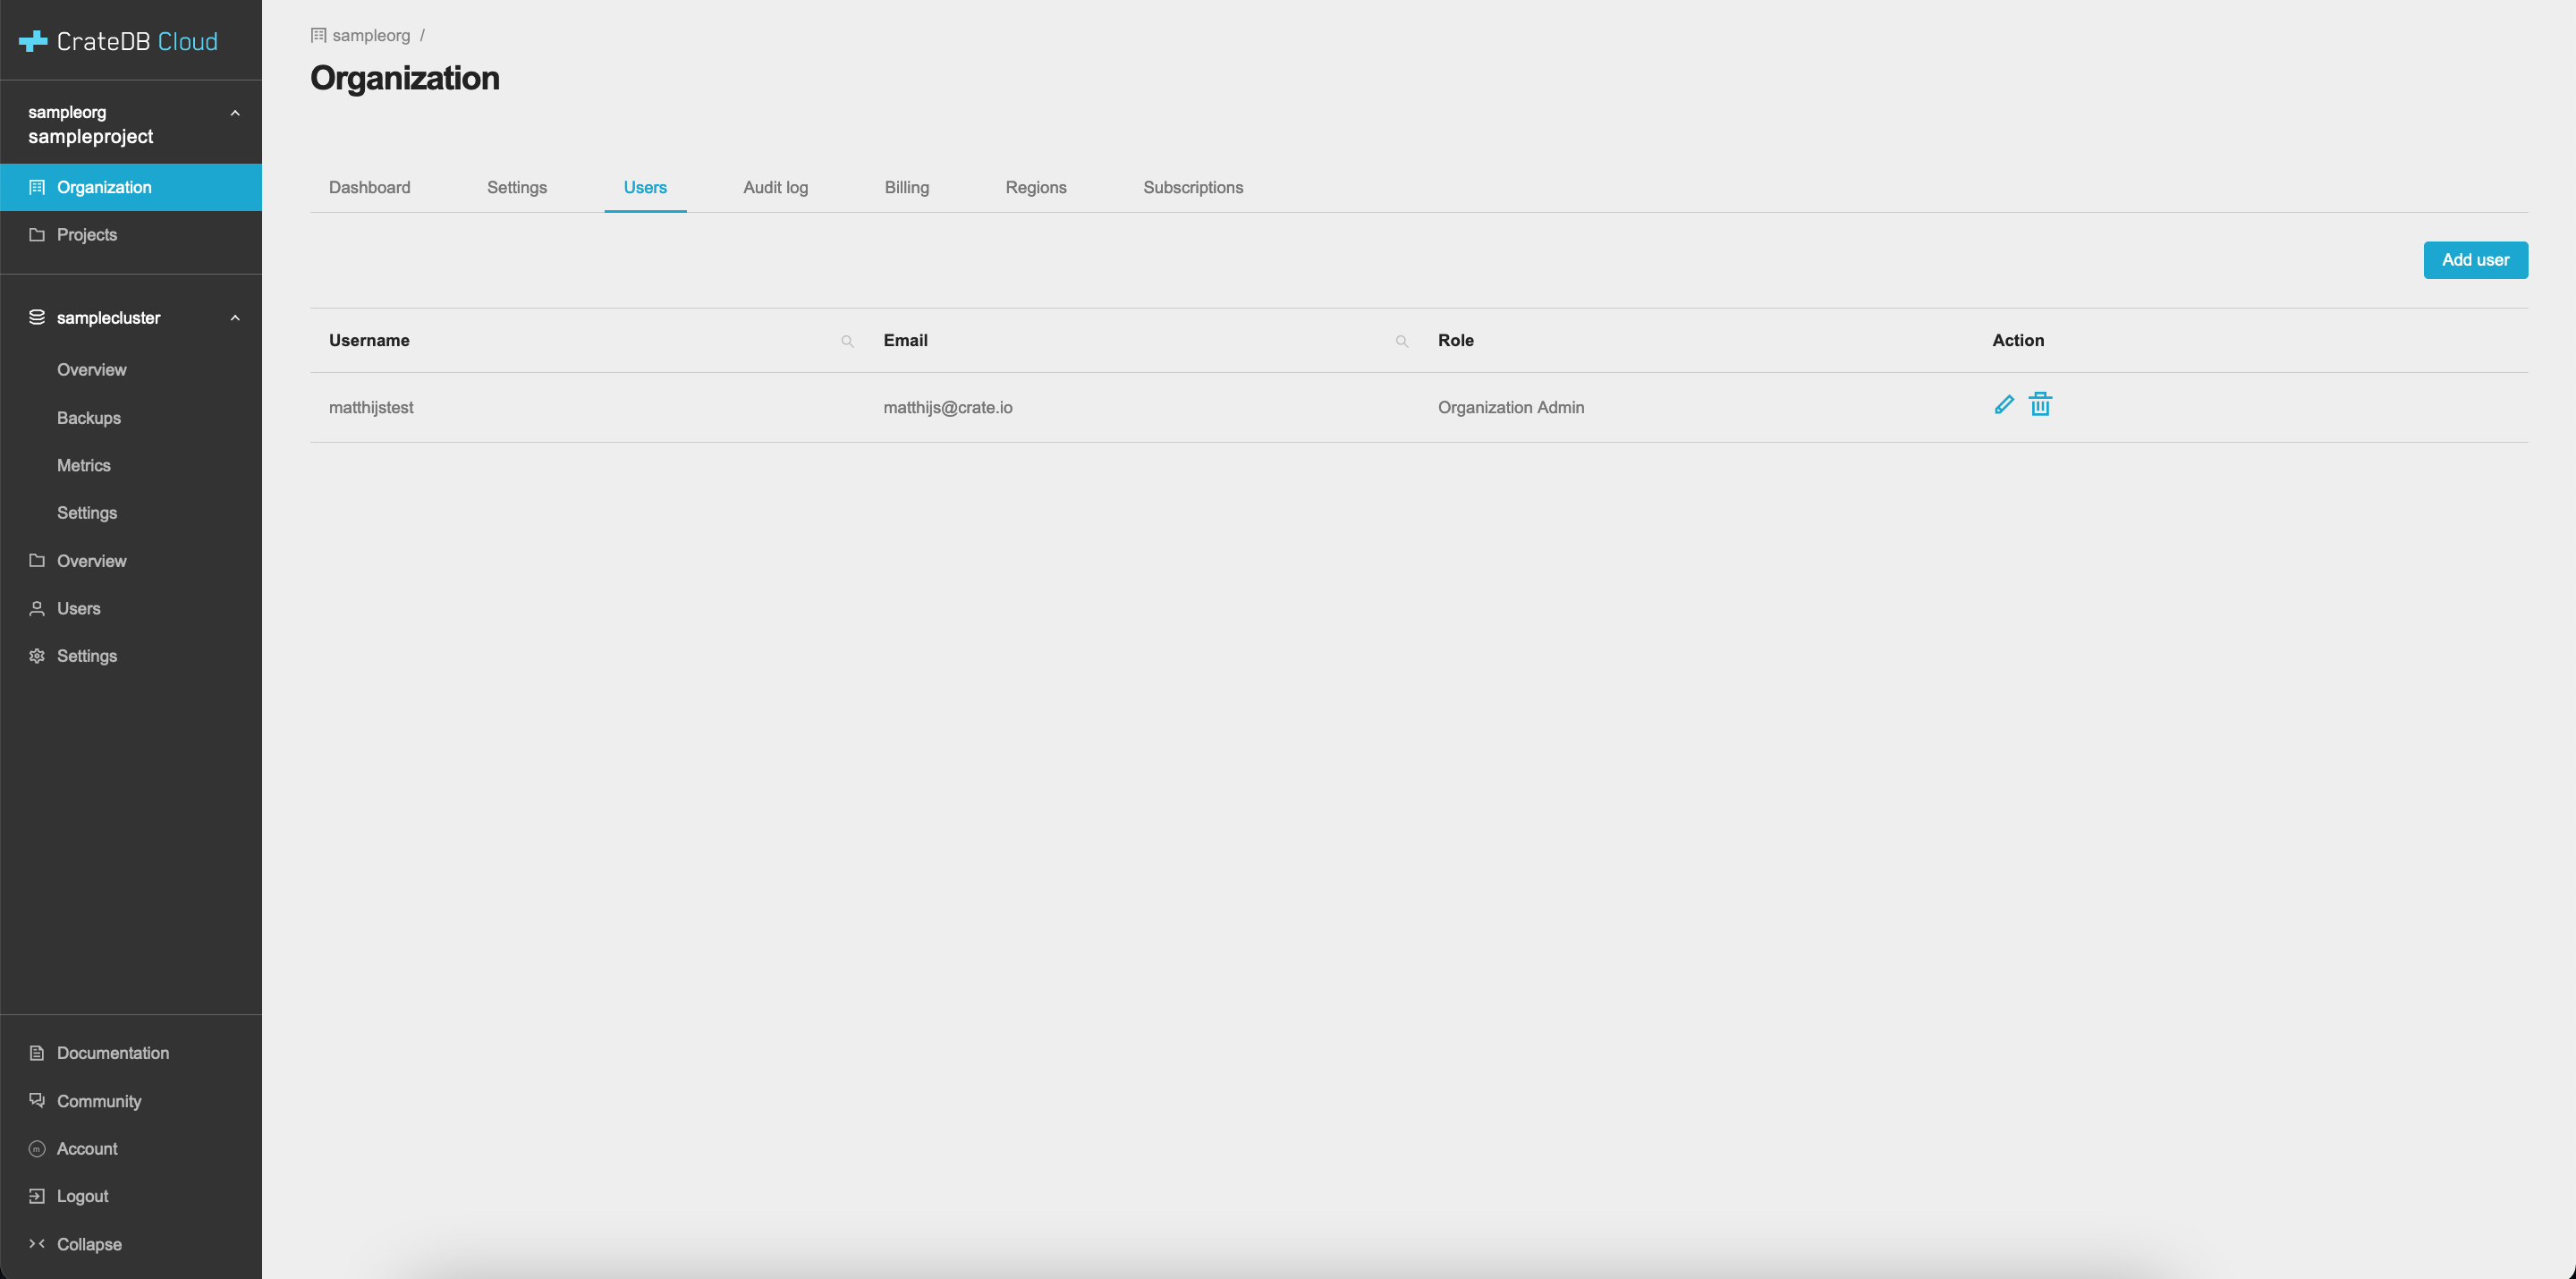 CrateDB Cloud
sampleorg
sampleproject
Organization
Projects
samplecluster
Overview
Backups
Metrics
Settings
Overview
Users
Settings
Documentation
Community
m Account
Logout
Collapse
sampleorg /
Organization
Dashboard Settings Users Audit log Billing Regions Subscriptions
Add user
Username Email Role Action
matthijstest matthijs@crate.io Organization Admin